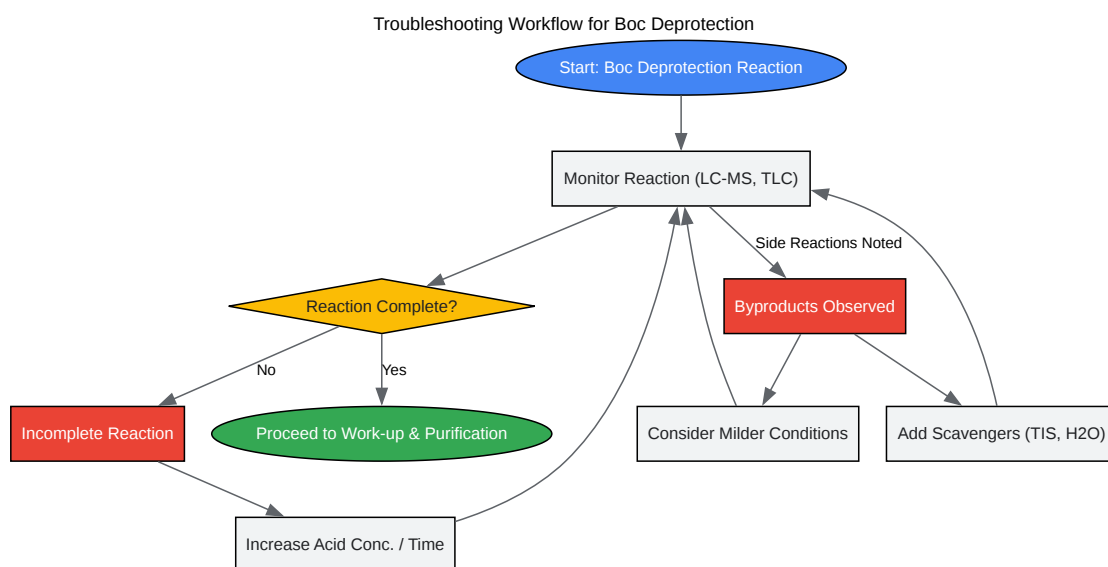 Troubleshooting Workflow for Boc Deprotection
Start: Boc Deprotection Reaction
Monitor Reaction (LC-MS, TLC)
Side Reactions Noted
Reaction Complete?
Byproducts Observed
No
Yes
Incomplete Reaction
Proceed to Work-up & Purification
Consider Milder Conditions
Add Scavengers (TIS, H2O)
Increase Acid Conc. / Time